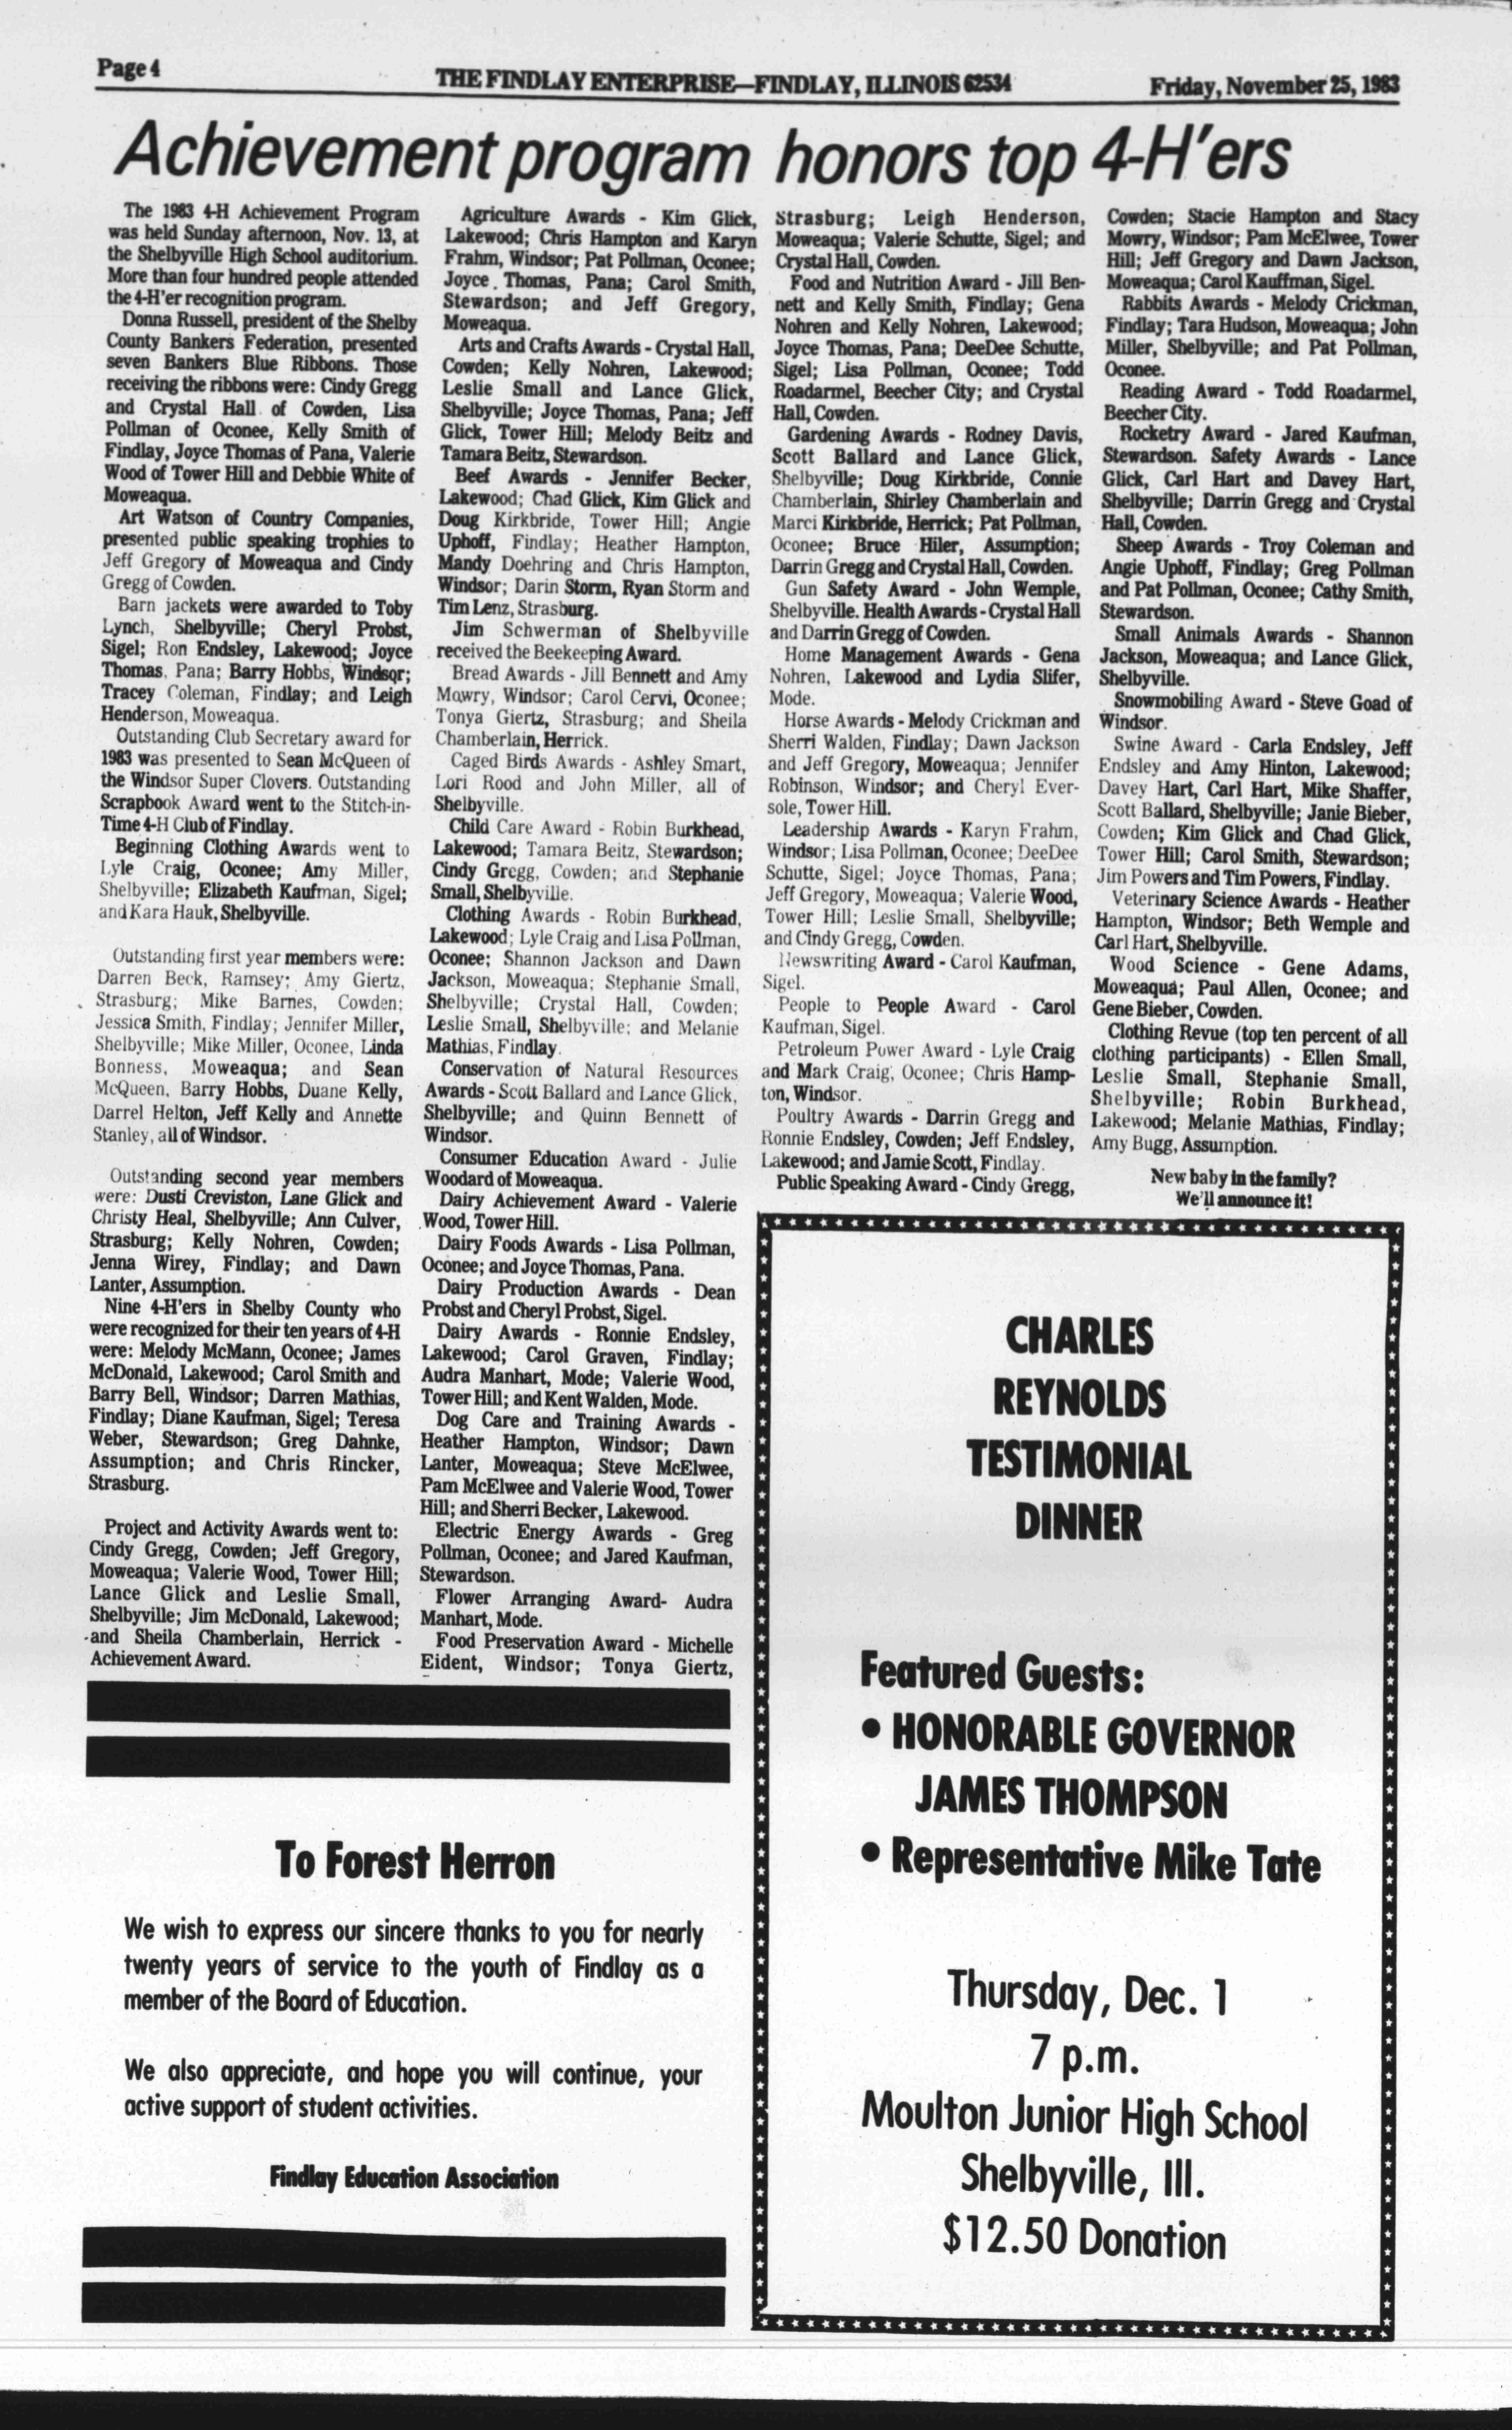 Page 4
THE FINDLAY ENTERPRISE—FINDLAY, ILLINOIS 62534
Friday, November 25, 1983
Achievement program honors top 4-H'ers
The 1983 4-H Achievement Program
was held Sunday afternoon, Nov. 13, at
the Shelbyville High School auditorium.
More than four hundred people attended
the 4-H'er recognition program.
Donna Russell, president of the Shelby
County Bankers Federation, presented
seven Bankers Blue Ribbons. Those
receiving the ribbons were: Cindy Gregg
and Crystal Hall of Cowden, Lisa
Pollman of Oconee, Kelly Smith of
Findlay, Joyce Thomas of Pana, Valerie
Wood of Tower Hill and Debbie White of
Moweaqua.
Art Watson of Country Companies,
presented public speaking trophies to
Jeff Gregory of Moweaqua and Cindy
Gregg of Cowden.
Barn jackets were awarded to Toby
Lynch, Shelbyville; Cheryl Probst,
Sigel; Ron Endsley, Lakewood; Joyce
Thomas, Pana; Barry Hobbs, Windsor;
Tracey Coleman, Findlay; and Leigh
Henderson, Moweaqua.
Outstanding Club Secretary award for
1983 was presented to Sean McQueen of
the Windsor Super Clovers. Outstanding
Scrapbook Award went to the Stitch-in-
Time 4-H Club of Findlay.
Beginning Clothing Awards went to
Lyle Craig, Oconee; Amy Miller,
Shelbyville; Elizabeth Kaufman, Sigel;
and Kara Hauk, Shelbyville.
Outstanding first year members were:
Darren Beck, Ramsey; Amy Giertz,
Strasburg; Mike Barnes, Cowden;
Jessica Smith, Findlay; Jennifer Miller,
Shelbyville; Mike Miller, Oconee, Linda
Bonness, Moweaqua; and Sean
McQueen, Barry Hobbs, Duane Kelly,
Darrel Helton, Jeff Kelly and Annette
Stanley, all of Windsor.
Outstanding second year members
were: Dusti Creviston, Lane Glick and
Christy Heal, Shelbyville; Ann Culver,
Strasburg; Kelly Nohren, Cowden;
Jenna Wirey, Findlay; and Dawn
Lanter, Assumption.
Nine 4-H'ers in Shelby County who
were recognized for their ten years of 4-H
were: Melody McMann, Oconee; James
McDonald, Lakewood; Carol Smith and
Barry Bell, Windsor; Darren Mathias,
Findlay; Diane Kaufman, Sigel; Teresa
Weber, Stewardson; Greg Dahnke,
Assumption; and Chris Rincker,
Strasburg.
Project and Activity Awards went to:
Cindy Gregg, Cowden; Jeff Gregory,
Moweaqua; Valerie Wood, Tower Hill;
Lance Glick and Leslie Small,
Shelbyville; Jim McDonald, Lakewood;
and Sheila Chamberlain, Herrick -
Achievement Award.
Agriculture Awards - Kim Glick,
Lakewood; Chris Hampton and Karyn
Frahm, Windsor; Pat Pollman, Oconee;
Joyce Thomas, Pana; Carol Smith,
Stewardson; and Jeff Gregory,
Moweaqua.
Arts and Crafts Awards - Crystal Hall,
Cowden; Kelly Nohren, Lakewood;
Leslie Small and Lance Glick,
Shelbyville; Joyce Thomas, Pana; Jeff
Glick, Tower Hill; Melody Beitz and
Tamara Beitz, Stewardson.
Beef Awards - Jennifer Becker,
Lakewood; Chad Glick, Kim Glick and
Doug Kirkbride, Tower Hill; Angie
Uphoff, Findlay; Heather Hampton,
Mandy Doehring and Chris Hampton,
Windsor; Darin Storm, Ryan Storm and
Tim Lenz, Strasburg.
Jim Schwerman of Shelbyville
received the Beekeeping Award.
Bread Awards - Jill Bennett and Amy
Mowry, Windsor; Carol Cervi, Oconee;
Tonya Giertz, Strasburg; and Sheila
Chamberlain, Herrick.
Caged Birds Awards - Ashley Smart,
Lori Rood and John Miller, all of
Shelbyville.
Child Care Award - Robin Burkhead,
Lakewood; Tamara Beitz, Stewardson;
Cindy Gregg, Cowden; and Stephanie
Small, Shelbyville.
Clothing Awards - Robin Burkhead,
Lakewood; Lyle Craig and Lisa Pollman,
Oconee; Shannon Jackson and Dawn
Jackson, Moweaqua; Stephanie Small,
Shelbyville; Crystal Hall, Cowden;
Leslie Small, Shelbyville; and Melanie
Mathias, Findlay.
Conservation of Natural Resources
Awards - Scott Ballard and Lance Glick,
Shelbyville; and Quinn Bennett of
Windsor.
Consumer Education Award - Julie
Woodard of Moweaqua.
Dairy Achievement Award - Valerie
Wood, Tower Hill.
Dairy Foods Awards - Lisa Pollman,
Oconee; and Joyce Thomas, Pana.
Dairy Production Awards - Dean
Probst and Cheryl Probst, Sigel.
Dairy Awards - Ronnie Endsley,
Lakewood; Carol Graven, Findlay;
Audra Manhart, Mode; Valerie Wood,
Tower Hill; and Kent Walden, Mode.
Dog Care and Training Awards -
Heather Hampton, Windsor; Dawn
Lanter, Moweaqua; Steve McElwee,
Pam McElwee and Valerie Wood, Tower
Hill; and Sherri Becker, Lakewood.
Electric Energy Awards - Greg
Pollman, Oconee; and Jared Kaufman,
Stewardson.
Flower Arranging Award- Audra
Manhart, Mode.
Food Preservation Award - Michelle
Eident, Windsor; Tonya Giertz,
Strasburg; Leigh Henderson,
Moweaqua; Valerie Schutte, Sigel; and
Crystal Hall, Cowden.
Food and Nutrition Award - Jill Ben-
nett and Kelly Smith, Findlay; Gena
Nohren and Kelly Nohren, Lakewood;
Joyce Thomas, Pana; DeeDee Schutte,
Sigel; Lisa Pollman, Oconee; Todd
Roadarmel, Beecher City; and Crystal
Hall, Cowden.
Gardening Awards - Rodney Davis,
Scott Ballard and Lance Glick,
Shelbyville; Doug Kirkbride, Connie
Chamberlain, Shirley Chamberlain and
Marci Kirkbride, Herrick; Pat Pollman,
Oconee; Bruce Hiler, Assumption;
Darrin Gregg and Crystal Hall, Cowden.
Gun Safety Award - John Wemple,
Shelbyville. Health Awards - Crystal Hall
and Darrin Gregg of Cowden.
Home Management Awards - Gena
Nohren, Lakewood and Lydia Slifer,
Mode.
Horse Awards - Melody Crickman and
Sherri Walden, Findlay; Dawn Jackson
and Jeff Gregory, Moweaqua; Jennifer
Robinson, Windsor; and Cheryl Ever-
sole, Tower Hill.
Leadership Awards - Karyn Frahm,
Windsor; Lisa Pollman, Oconee; DeeDee
Schutte, Sigel; Joyce Thomas, Pana;
Jeff Gregory, Moweaqua; Valerie Wood,
Tower Hill; Leslie Small, Shelbyville;
and Cindy Gregg, Cowden.
Newswriting Award - Carol Kaufman,
Sigel.
People to People Award - Carol
Kaufman, Sigel.
Petroleum Power Award - Lyle Craig
and Mark Craig, Oconee; Chris Hamp-
ton, Windsor.
Poultry Awards - Darrin Gregg and
Ronnie Endsley, Cowden; Jeff Endsley,
Lakewood; and Jamie Scott, Findlay.
Public Speaking Award - Cindy Gregg,
Cowden; Stacie Hampton and Stacy
Mowry, Windsor; Pam McElwee, Tower
Hill; Jeff Gregory and Dawn Jackson,
Moweaqua; Carol Kauffman, Sigel.
Rabbits Awards - Melody Crickman,
Findlay; Tara Hudson, Moweaqua; John
Miller, Shelbyville; and Pat Pollman,
Oconee.
Reading Award - Todd Roadarmel,
Beecher City.
Rocketry Award - Jared Kaufman,
Stewardson. Safety Awards - Lance
Glick, Carl Hart and Davey Hart,
Shelbyville; Darrin Gregg and Crystal
Hall, Cowden.
Sheep Awards - Troy Coleman and
Angie Uphoff, Findlay; Greg Pollman
and Pat Pollman, Oconee; Cathy Smith,
Stewardson.
Small Animals Awards - Shannon
Jackson, Moweaqua; and Lance Glick,
Shelbyville.
Snowmobiling Award - Steve Goad of
Windsor.
Swine Award - Carla Endsley, Jeff
Endsley and Amy Hinton, Lakewood;
Davey Hart, Carl Hart, Mike Shaffer,
Scott Ballard, Shelbyville; Janie Bieber,
Cowden; Kim Glick and Chad Glick,
Tower Hill; Carol Smith, Stewardson;
Jim Powers and Tim Powers, Findlay.
Veterinary Science Awards - Heather
Hampton, Windsor; Beth Wemple and
Carl Hart, Shelbyville.
Wood Science - Gene Adams,
Moweaqua; Paul Allen, Oconee; and
Gene Bieber, Cowden.
Clothing Revue (top ten percent of all
clothing participants) - Ellen Small,
Leslie Small, Stephanie Small,
Shelbyville; Robin Burkhead,
Lakewood; Melanie Mathias, Findlay;
Amy Bugg, Assumption.
New baby in the family?
We'll announce it!
To Forest Herron
We wish to express our sincere thanks to you for nearly
twenty years of service to the youth of Findlay as a
member of the Board of Education.
We also appreciate, and hope you will continue, your
active support of student activities.
Findlay Education Association
CHARLES
REYNOLDS
TESTIMONIAL
DINNER
Featured Guests:
• HONORABLE GOVERNOR
JAMES THOMPSON
• Representative Mike Tate
Thursday, Dec. 1
7 p.m.
Moulton Junior High School
Shelbyville, Ill.
$12.50 Donation